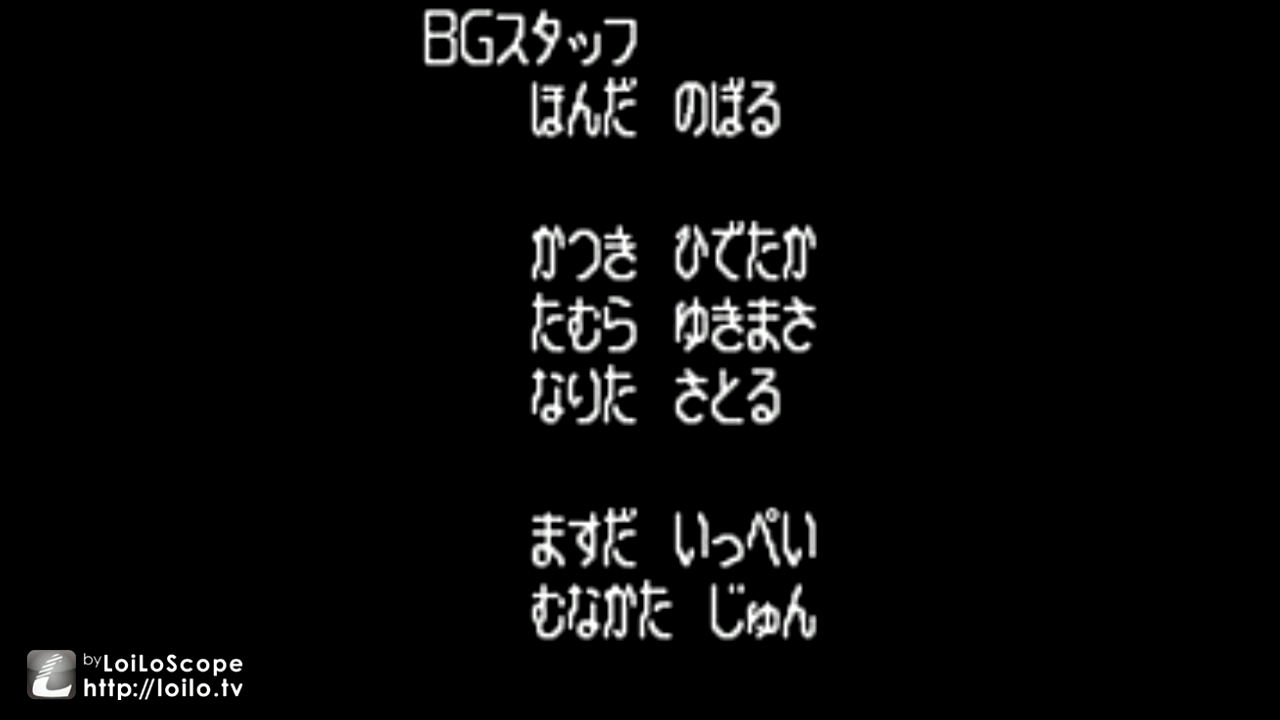 BGスタッフ
ほんだ のぼる
かつき ひでたか
たむら ゆきまさ
なりた さとる
ますだ いっぺい
むなかた じゅん
by LoiLoScope
http://loilo.tv